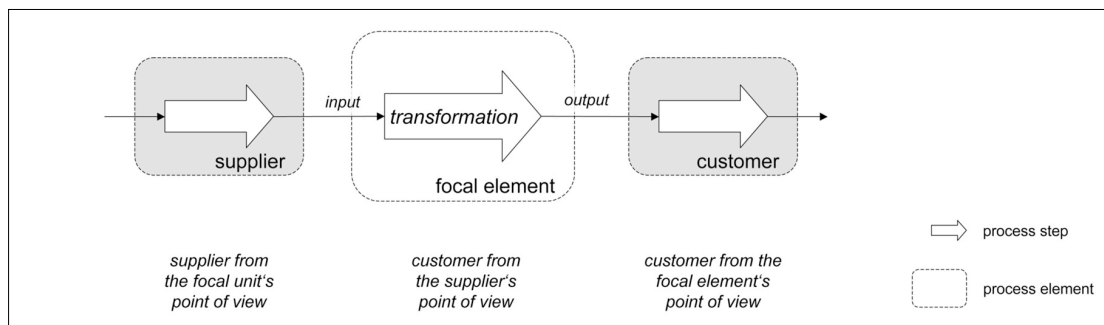 input
transformation
output
supplier
focal element
customer
supplier from
the focal unit‘s
point of view
customer from
the supplier‘s
point of view
customer from the
focal element‘s
point of view
process step
process element